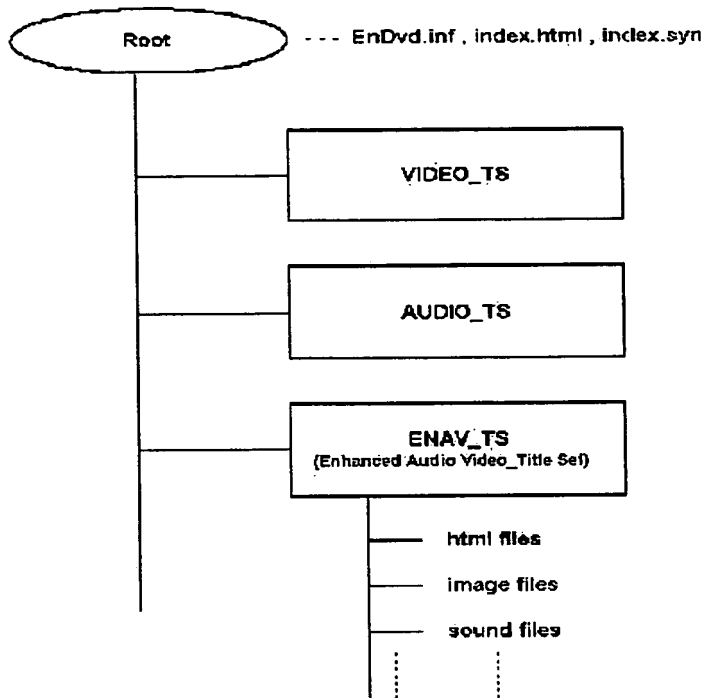 Root --- EnDvd.inf , index.html , index.syn
VIDEO_TS
AUDIO_TS
ENAV_TS
(Enhanced Audio Video_Title Set)
html files
image files
sound files